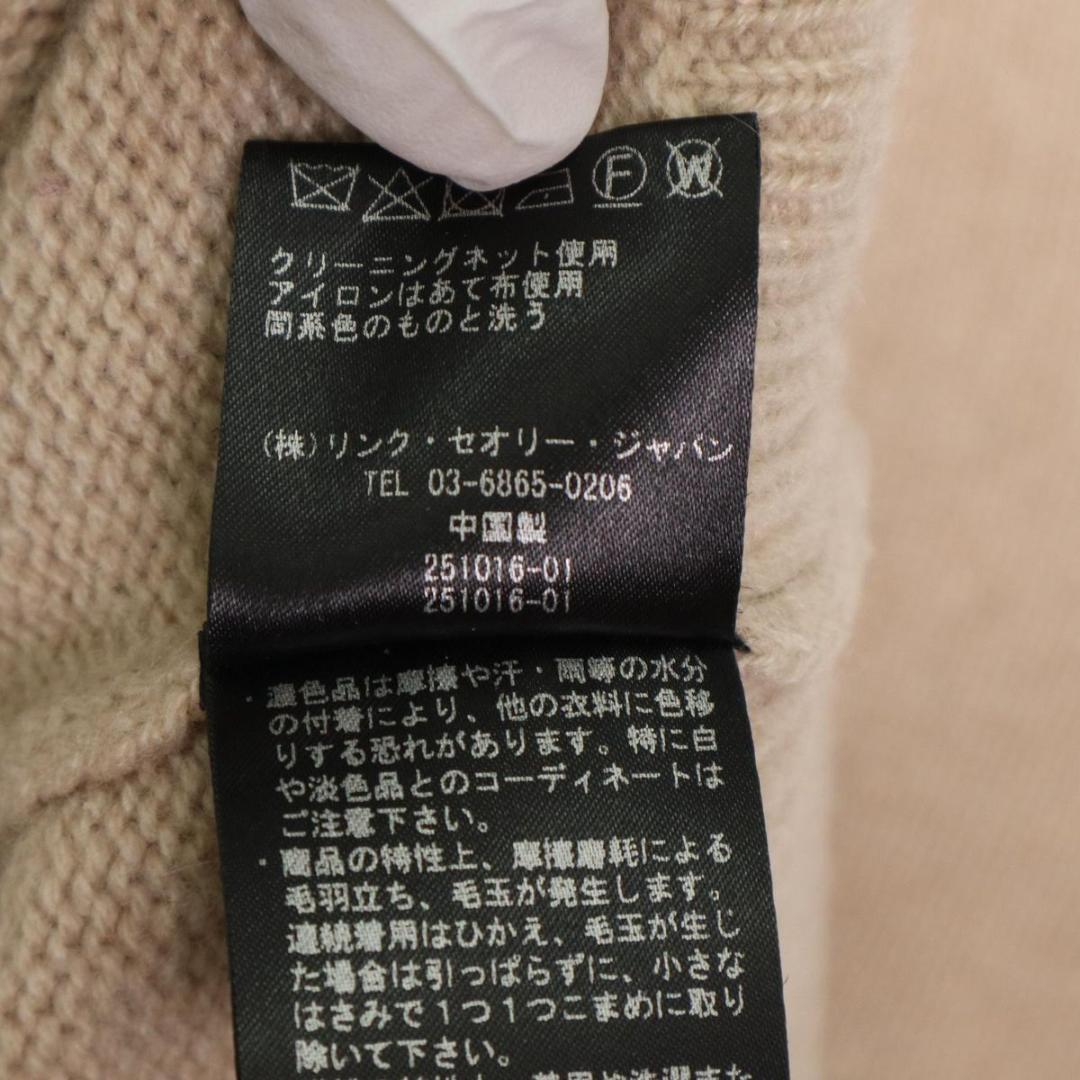 F W
クリーニングネット使用
アイロンはあて布使用
同系色のものと洗う
(株)リンク・セオリー・ジャパン
TEL 03-6865-0206
中国製
251016-01
251016-01
・濃色品は摩擦や汗・雨等の水分
の付着により、他の衣料に色移
りする恐れがあります。特に白
や淡色品とのコーディネートは
ご注意下さい。
・商品の特性上、摩擦磨耗による
毛羽立ち、毛玉が発生します。
連続着用はひかえ、毛玉が生じ
た場合は引っぱらずに、小さな
はさみで1つ1つこまめに取り
除いて下さい。